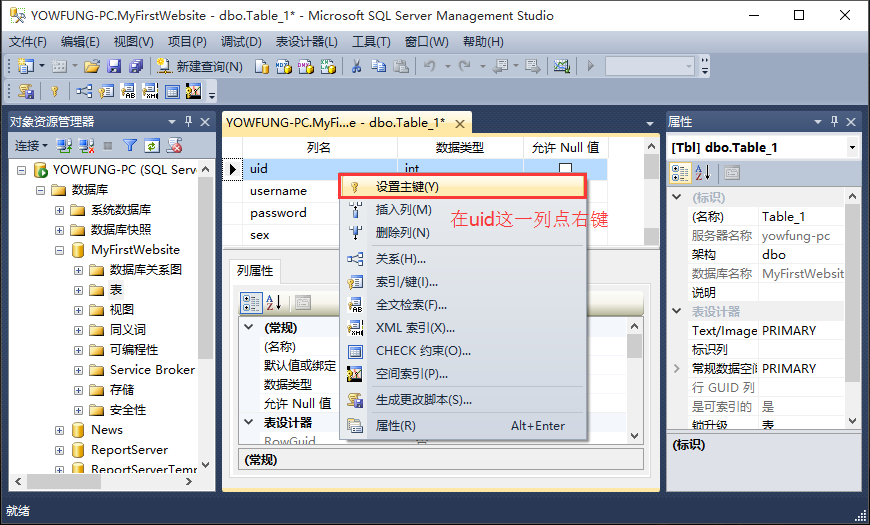 YOWFUNG-PC.MyFirstWebsite - dbo.Table_1* - Microsoft SQL Server Management Studio
文件(F) 编辑(E) 视图(V) 项目(P) 调试(D) 表设计器(L) 工具(T) 窗口(W) 帮助(H)
新建查询(N)
对象资源管理器
连接
YOWFUNG-PC (SQL Serve
数据库
系统数据库
数据库快照
MyFirstWebsite
数据库关系图
表
视图
同义词
可编程性
Service Broker
存储
安全性
News
ReportServer
ReportServerTemp
YOWFUNG-PC.MyFi...e - dbo.Table_1*
列名 数据类型 允许 Null 值
uid int
username
password
sex
设置主键(Y)
插入列(M)
删除列(N)
关系(H)...
索引/键(I)...
全文检索(F)...
XML 索引(X)...
CHECK 约束(O)...
空间索引(P)...
生成更改脚本(S)...
属性(R) Alt+Enter
在uid这一列点右键
列属性
(常规)
(名称)
默认值或绑定
数据类型
允许 Null 值
表设计器
RowGuid
(常规)
属性
[Tbl] dbo.Table_1
(标识)
(名称) Table_1
服务器名称 yowfung-pc
架构 dbo
数据库名称 MyFirstWebsit
说明
表设计器
Text/Image PRIMARY
标识列
常规数据空间 PRIMARY
行 GUID 列
是可索引的 是
锁升级 表
(标识)
就绪